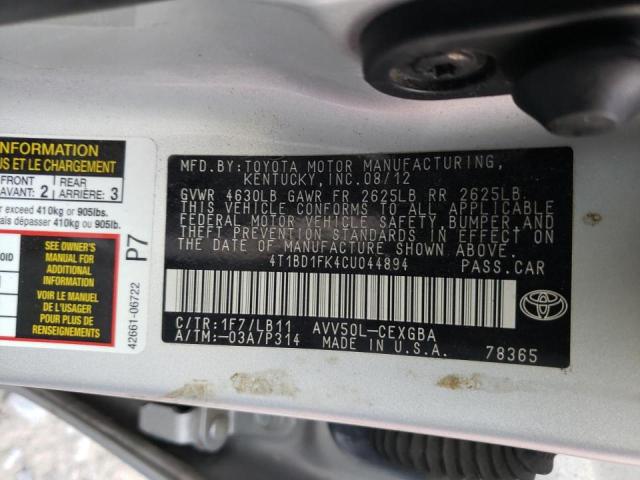 INFORMATION
US ET LE CHARGEMENT
FRONT
AVANT: 2
REAR
ARRIÈRE: 3
exceed 410kg or 905lbs.
ais dépasser 410kg ou 905lb.
OID
SEE OWNER'S
MANUAL FOR
ADDITIONAL
INFORMATION
VOIR LE MANUEL
DE L'USAGER
POUR PLUS DE
P7
42661-06722
MFD.BY:TOYOTA MOTOR MANUFACTURING,
KENTUCKY, INC.08/12
GVWR 4630LB GAWR FR 2625LB RR 2625LB
THIS VEHICLE CONFORMS TO ALL APPLICABLE
FEDERAL MOTOR VEHICLE SAFETY, BUMPER, AND
THEFT PREVENTION STANDARDS IN EFFECT ON
THE DATE OF MANUFACTURE SHOWN ABOVE.
4T1BD1FK4CU044894 PASS.CAR
C/TR:1F7/LB11 AVV50L-CEXGBA
A/TM:-03A7P314 MADE IN U.S.A.
TOYOTA
78365